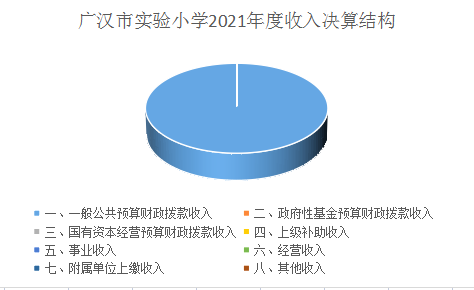 广汉市实验小学2021年度收入决算结构
一、一般公共预算财政拨款收入 二、政府性基金预算财政拨款收入
三、国有资本经营预算财政拨款收入 四、上级补助收入
五、事业收入 六、经营收入
七、附属单位上缴收入 八、其他收入